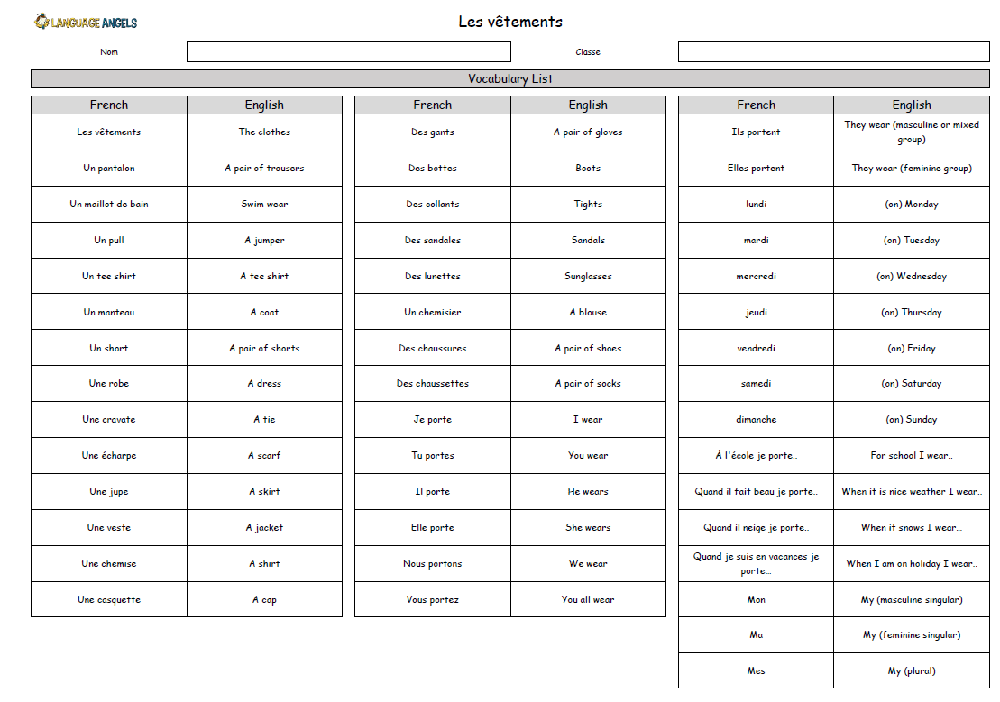 LANGUAGE ANGELS
Les vêtements
Nom
Classe
Vocabulary List
French English
Les vêtements The clothes
Un pantalon A pair of trousers
Un maillot de bain Swim wear
Un pull A jumper
Un tee shirt A tee shirt
Un manteau A coat
Un short A pair of shorts
Une robe A dress
Une cravate A tie
Une écharpe A scarf
Une jupe A skirt
Une veste A jacket
Une chemise A shirt
Une casquette A cap
French English
Des gants A pair of gloves
Des bottes Boots
Des collants Tights
Des sandales Sandals
Des lunettes Sunglasses
Un chemisier A blouse
Des chaussures A pair of shoes
Des chaussettes A pair of socks
Je porte I wear
Tu portes You wear
Il porte He wears
Elle porte She wears
Nous portons We wear
Vous portez You all wear
French English
Ils portent They wear (masculine or mixed
group)
Elles portent They wear (feminine group)
lundi (on) Monday
mardi (on) Tuesday
mercredi (on) Wednesday
jeudi (on) Thursday
vendredi (on) Friday
samedi (on) Saturday
dimanche (on) Sunday
À l'école je porte.. For school I wear..
Quand il fait beau je porte.. When it is nice weather I wear..
Quand il neige je porte.. When it snows I wear...
Quand je suis en vacances je
porte... When I am on holiday I wear..
Mon My (masculine singular)
Ma My (feminine singular)
Mes My (plural)